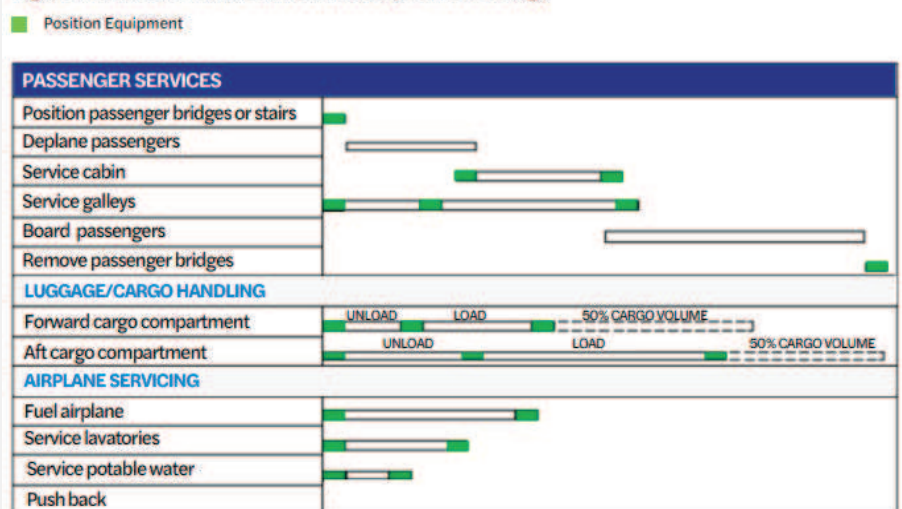 Position Equipment
PASSENGER SERVICES
Position passenger bridges or stairs
Deplane passengers
Service cabin
Service galleys
Board passengers
Remove passenger bridges
LUGGAGE/CARGO HANDLING
Forward cargo compartment UNLOAD LOAD 50% CARGO VOLUME
Aft cargo compartment UNLOAD LOAD 50% CARGO VOLUME
AIRPLANE SERVICING
Fuel airplane
Service lavatories
Service potable water
Push back